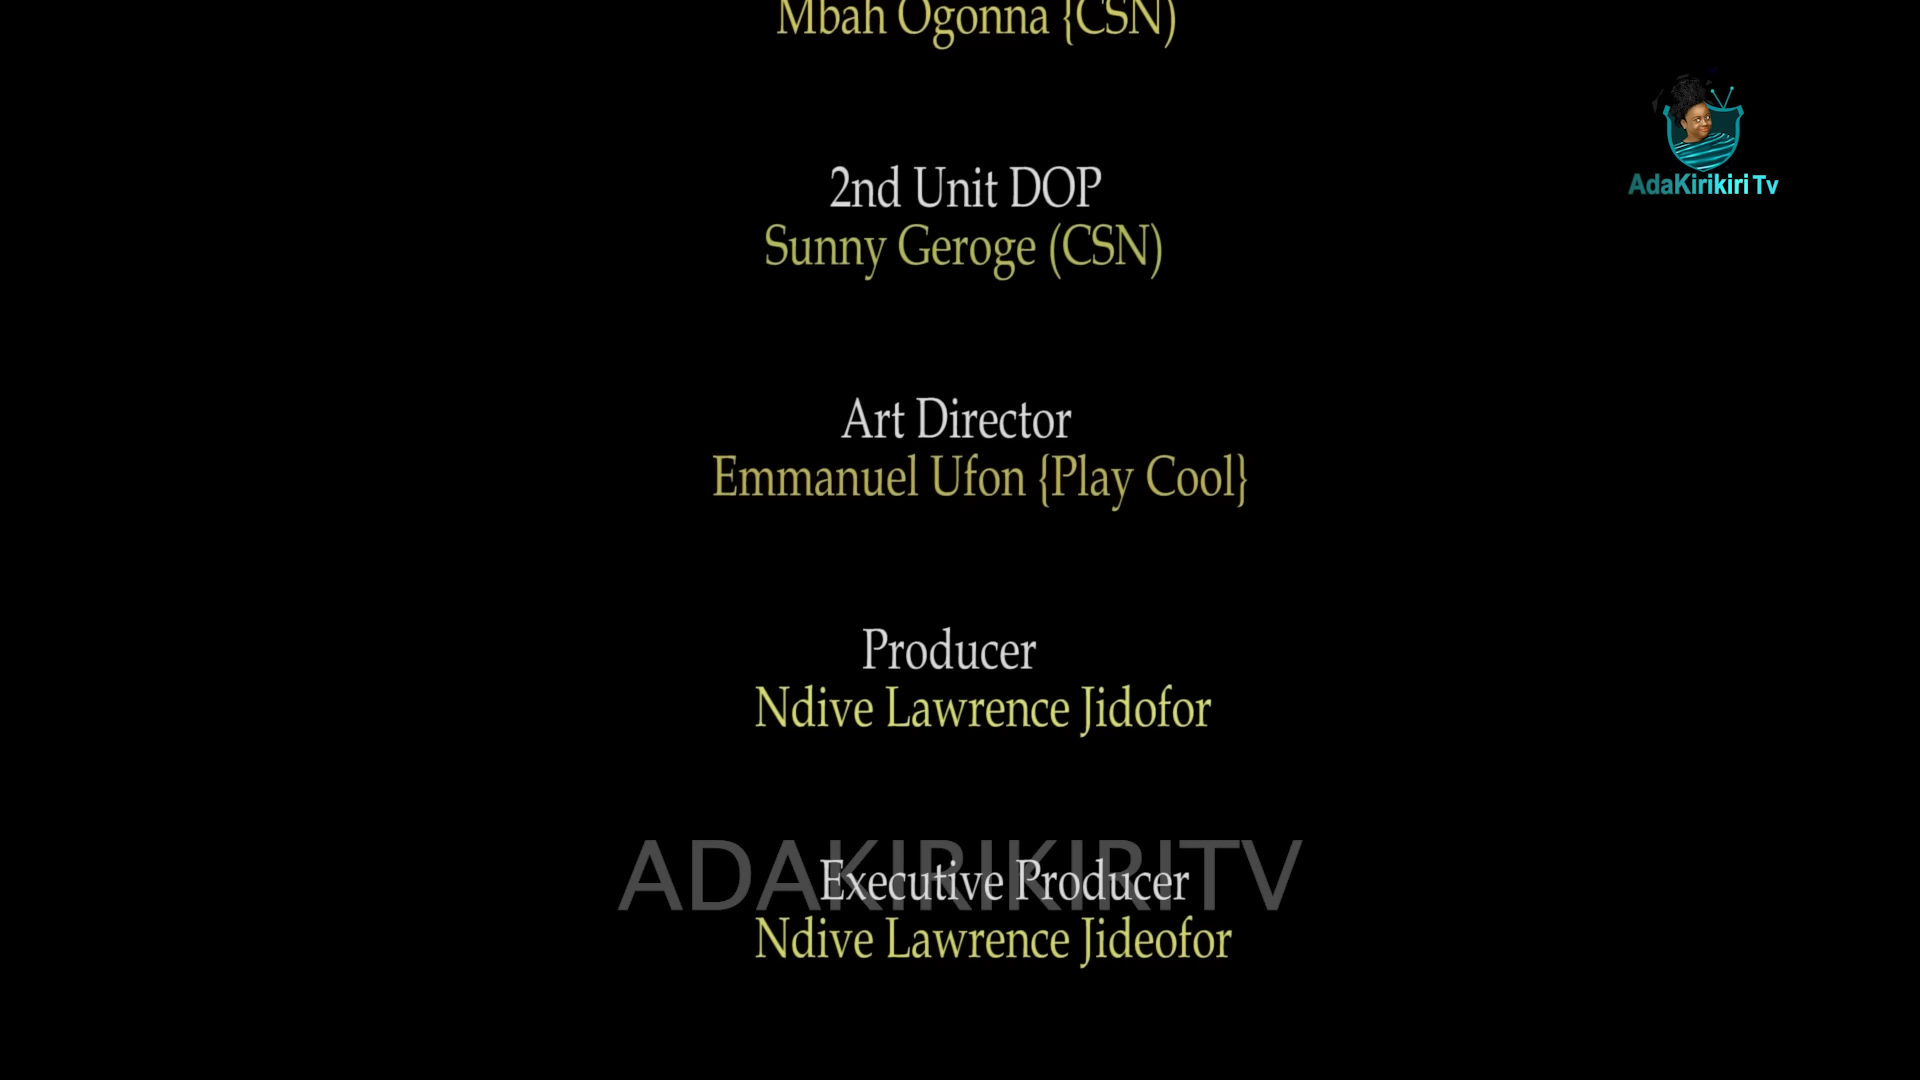 Mbah Ogonna {CSN)
AdaKirikiri Tv
2nd Unit DOP
Sunny Geroge (CSN)
Art Director
Emmanuel Ufon {Play Cool}
Producer
Ndive Lawrence Jidofor
ADAKIRIKIRITV
Executive Producer
Ndive Lawrence Jideofor